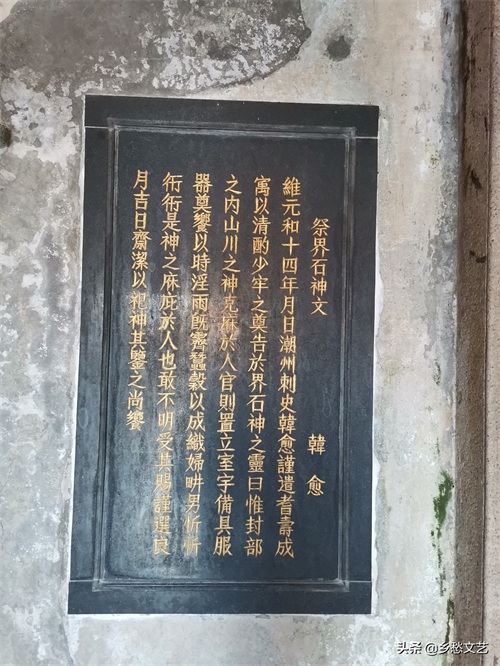 祭界石神文 韓愈
維元和十四年月日潮州刺史韓愈謹遣耆壽成
寓以清酌少牢之奠告於界石神之靈曰惟封部
之内山川之神克庥於人官則置立室宇備具服
器奠饗以時淫雨既霽蠶穀以成織婦畊男忻忻
衎衎是神之庥庇於人也敢不明受其賜謹選良
月吉日齋潔以祀神其鑒之尚饗
头条@乡愁文艺